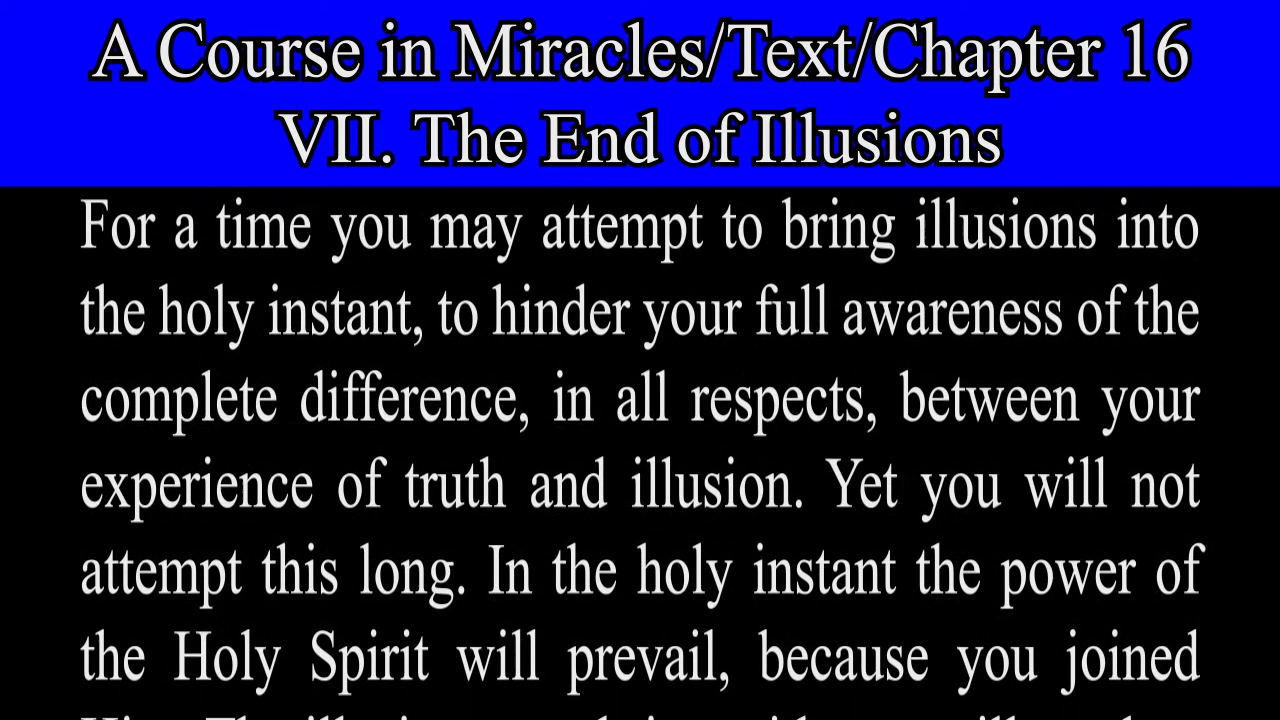 A Course in Miracles/Text/Chapter 16
VII. The End of Illusions
For a time you may attempt to bring illusions into
the holy instant, to hinder your full awareness of the
complete difference, in all respects, between your
experience of truth and illusion. Yet you will not
attempt this long. In the holy instant the power of
the Holy Spirit will prevail, because you joined